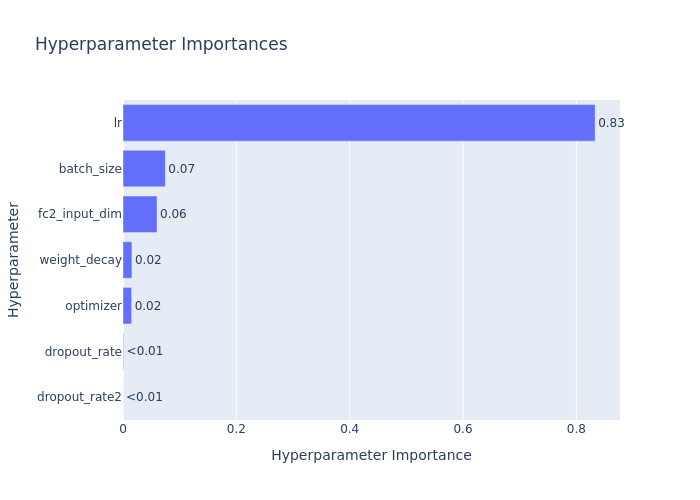 Hyperparameter Importances
Hyperparameter
lr 0.83
batch_size 0.07
fc2_input_dim 0.06
weight_decay 0.02
optimizer 0.02
dropout_rate <0.01
dropout_rate2 <0.01
0 0.2 0.4 0.6 0.8
Hyperparameter Importance